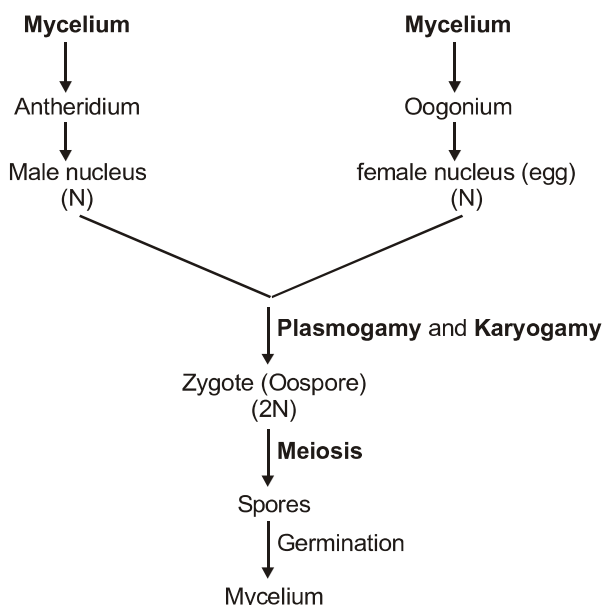 Mycelium Mycelium
Antheridium Oogonium
Male nucleus female nucleus (egg)
(N) (N)
Plasmogamy and Karyogamy
Zygote (Oospore)
(2N)
Meiosis
Spores
Germination
Mycelium